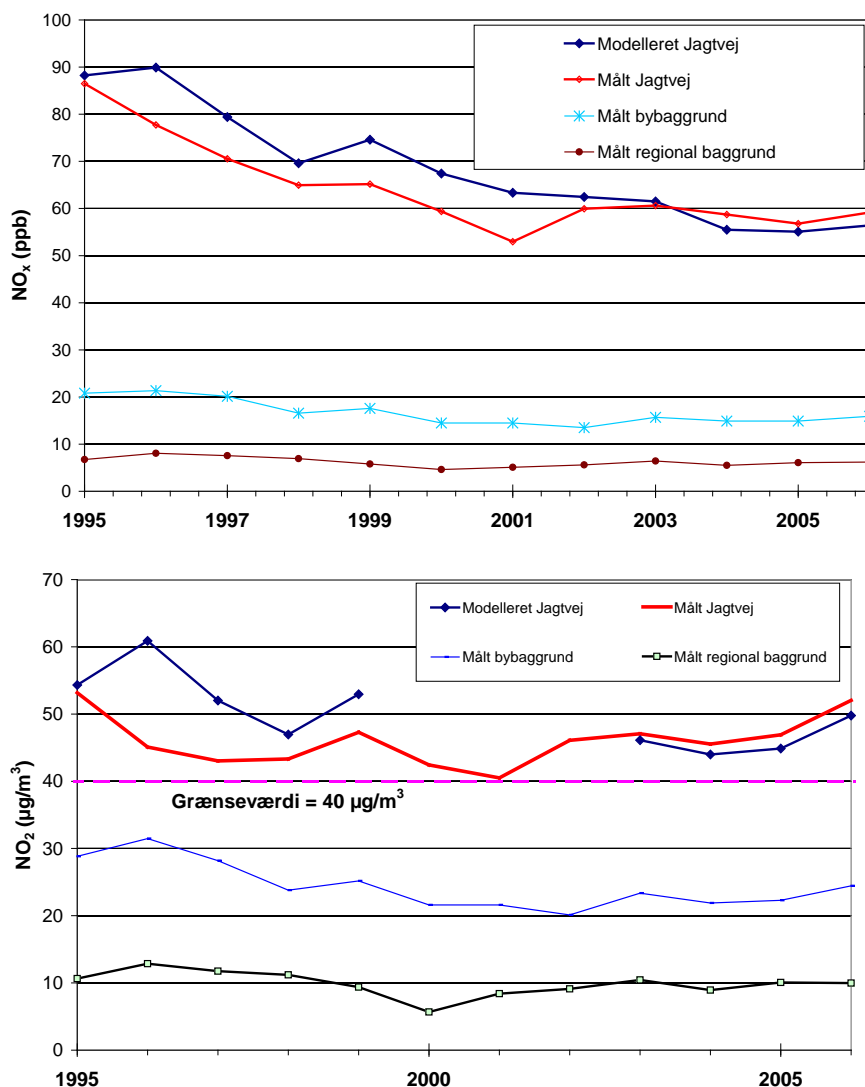 100
90
80
70
60
50
40
30
20
10
0
NOx (ppb)
Modelleret Jagtvej
Målt Jagtvej
Målt bybaggrund
Målt regional baggrund
1995 1997 1999 2001 2003 2005
70
60
50
40
30
20
10
0
NO2 (µg/m3)
Modelleret Jagtvej Målt Jagtvej
Målt bybaggrund Målt regional baggrund
Grænseværdi = 40 µg/m3
1995 2000 2005